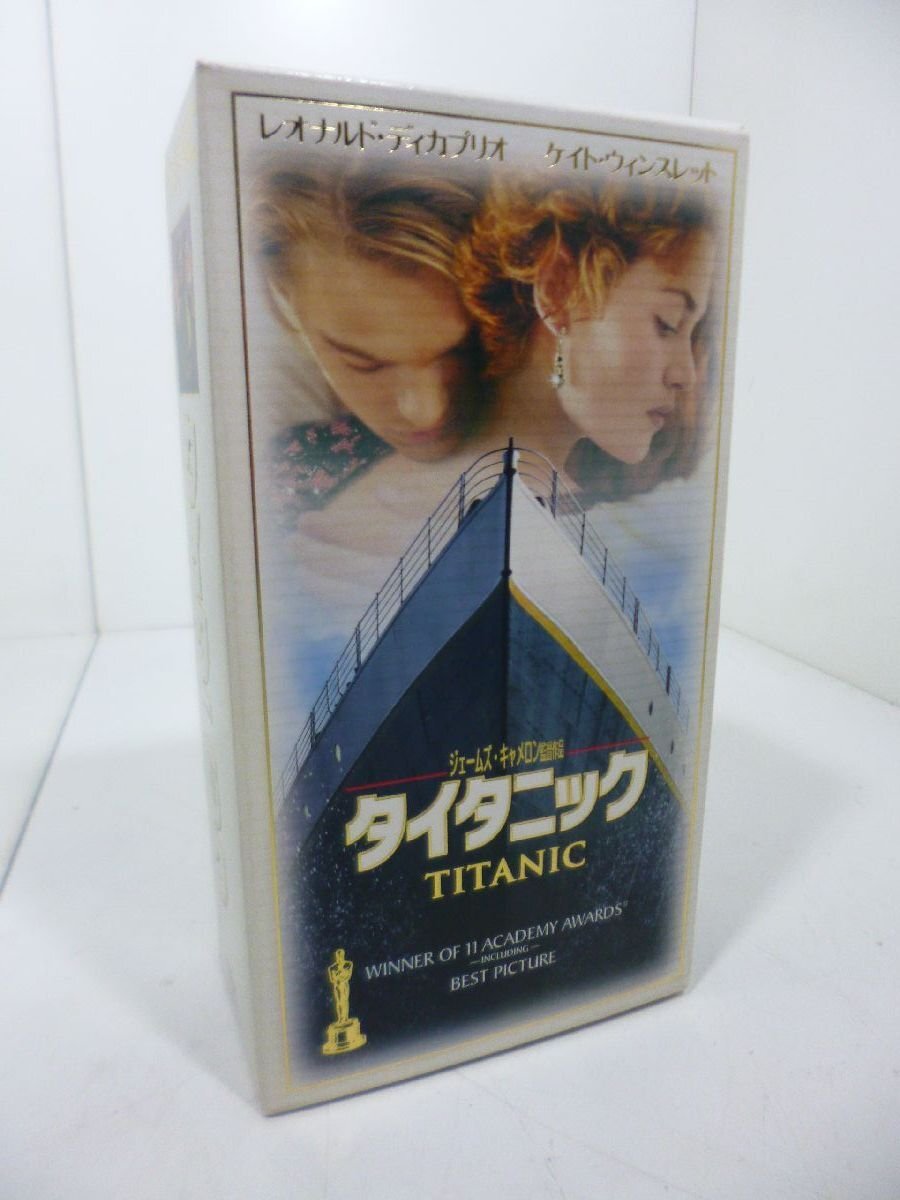 レオナルド・ディカプリオ ケイト・ウィンスレット
ジェームズ・キャメロン監督作品
タイタニック
TITANIC
WINNER OF 11 ACADEMY AWARDS®
—INCLUDING—
BEST PICTURE